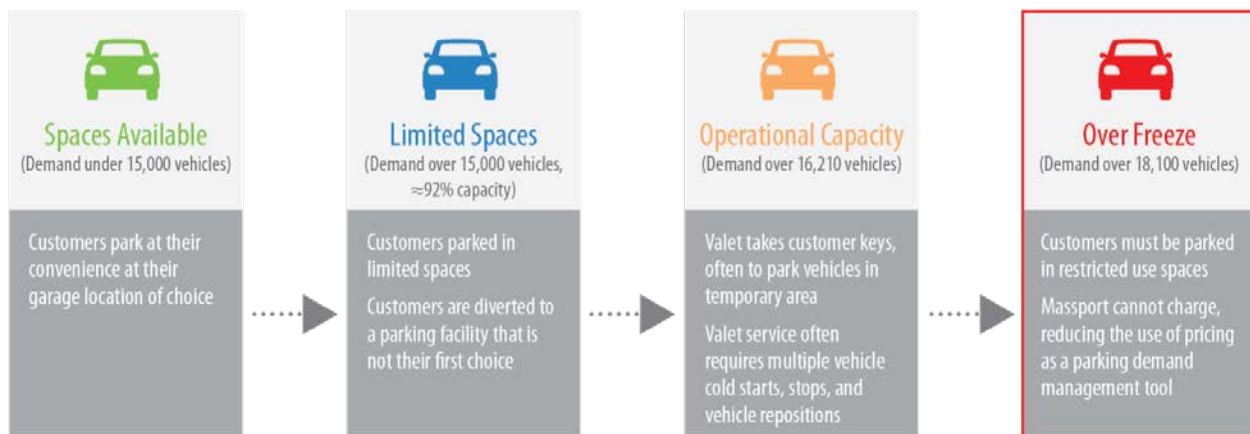 Spaces Available
(Demand under 15,000 vehicles)
Customers park at their
convenience at their
garage location of choice
Limited Spaces
(Demand over 15,000 vehicles,
≈92% capacity)
Customers parked in
limited spaces
Customers are diverted to
a parking facility that is
not their first choice
Operational Capacity
(Demand over 16,210 vehicles)
Valet takes customer keys,
often to park vehicles in
temporary area
Valet service often
requires multiple vehicle
cold starts, stops, and
vehicle repositions
Over Freeze
(Demand over 18,100 vehicles)
Customers must be parked
in restricted use spaces
Massport cannot charge,
reducing the use of pricing
as a parking demand
management tool